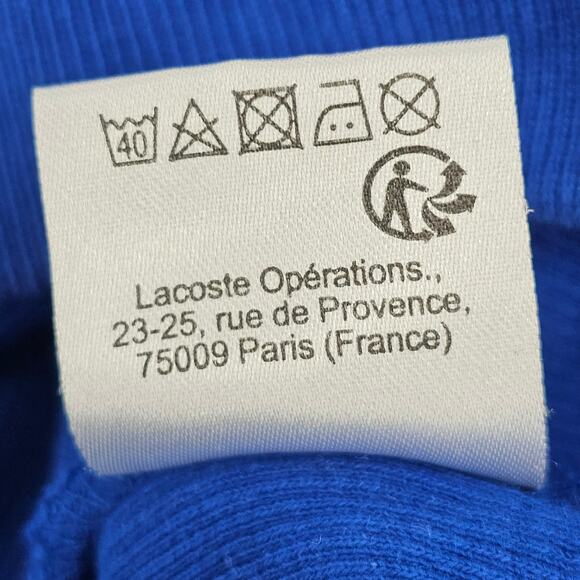 40
Lacoste Opérations.,
23-25, rue de Provence,
75009 Paris (France)